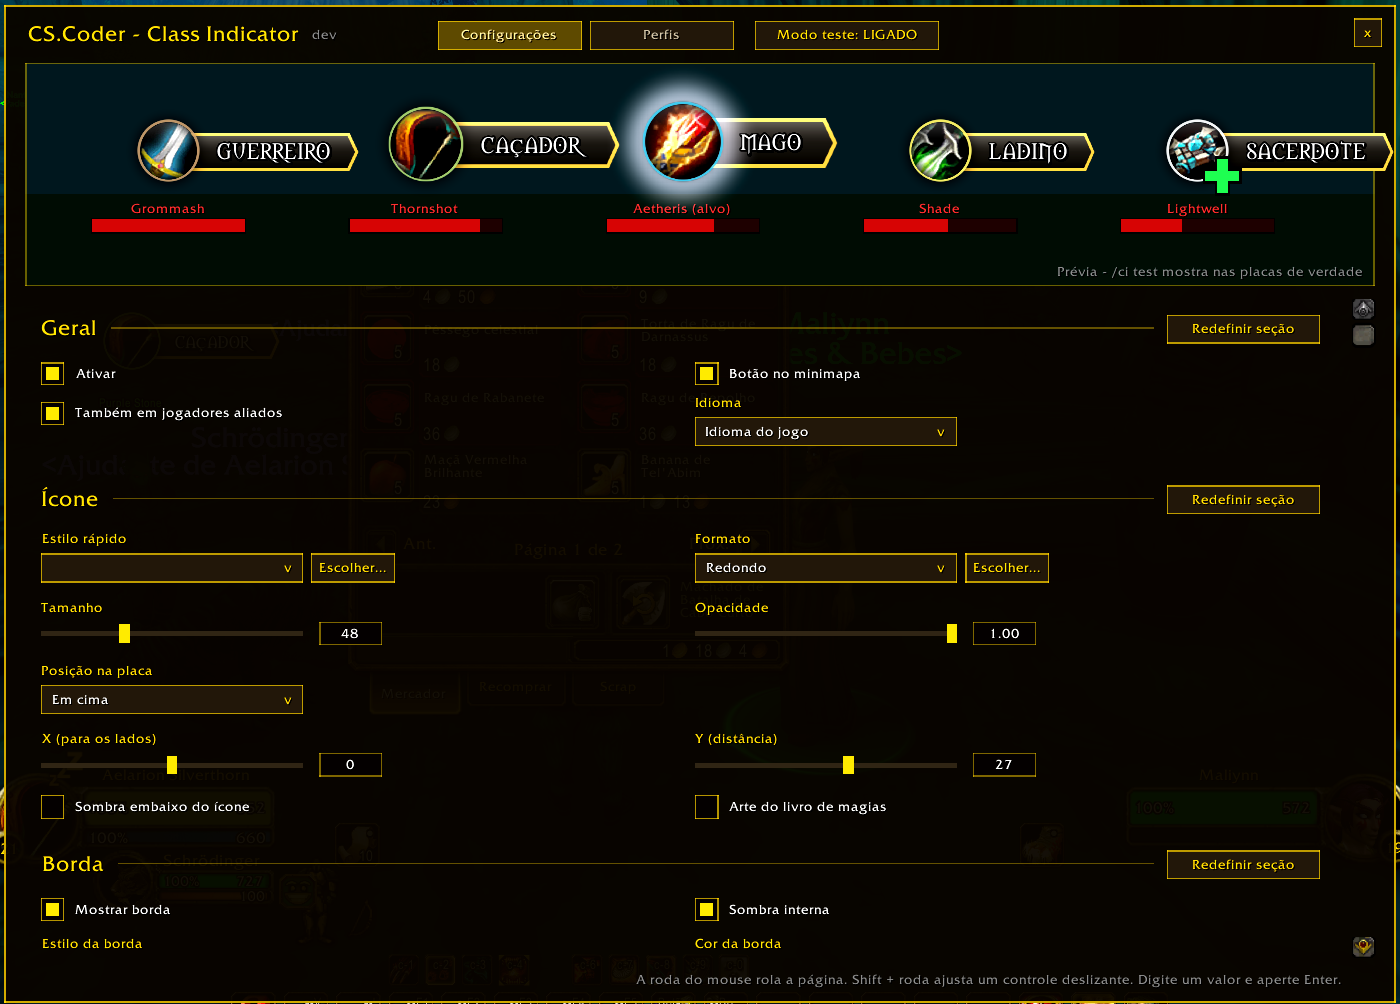 CS.Coder - Class Indicator dev
Configurações
Perfis
Modo teste: LIGADO
x
GUERREIRO
CAÇADOR
MAGO
LADINO
SACERDOTE
Grommash
Thornshot
Aetheris (alvo)
Shade
Lightwell
Prévia - /ci test mostra nas placas de verdade
Geral
Redefinir seção
Ativar
Botão no minimapa
Também em jogadores aliados
Idioma
Idioma do jogo v
Ícone
Redefinir seção
Estilo rápido
Formato
v
Escolher...
Redondo v
Escolher...
Tamanho
48
Opacidade
1.00
Posição na placa
Em cima v
X (para os lados)
0
Y (distância)
27
Sombra embaixo do ícone
Arte do livro de magias
Borda
Redefinir seção
Mostrar borda
Sombra interna
Estilo da borda
Cor da borda
A roda do mouse rola a página. Shift + roda ajusta um controle deslizante. Digite um valor e aperte Enter.